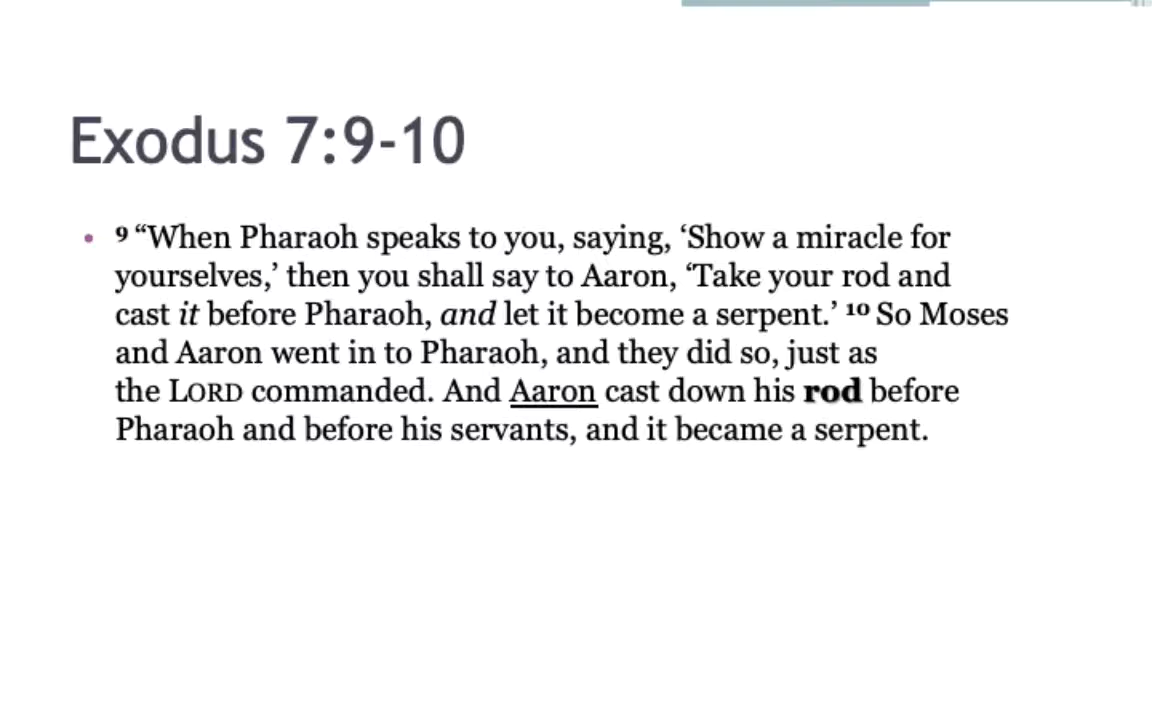 Exodus 7:9-10
• 9 “When Pharaoh speaks to you, saying, ‘Show a miracle for
yourselves,’ then you shall say to Aaron, ‘Take your rod and
cast it before Pharaoh, and let it become a serpent.’ 10 So Moses
and Aaron went in to Pharaoh, and they did so, just as
the LORD commanded. And Aaron cast down his rod before
Pharaoh and before his servants, and it became a serpent.